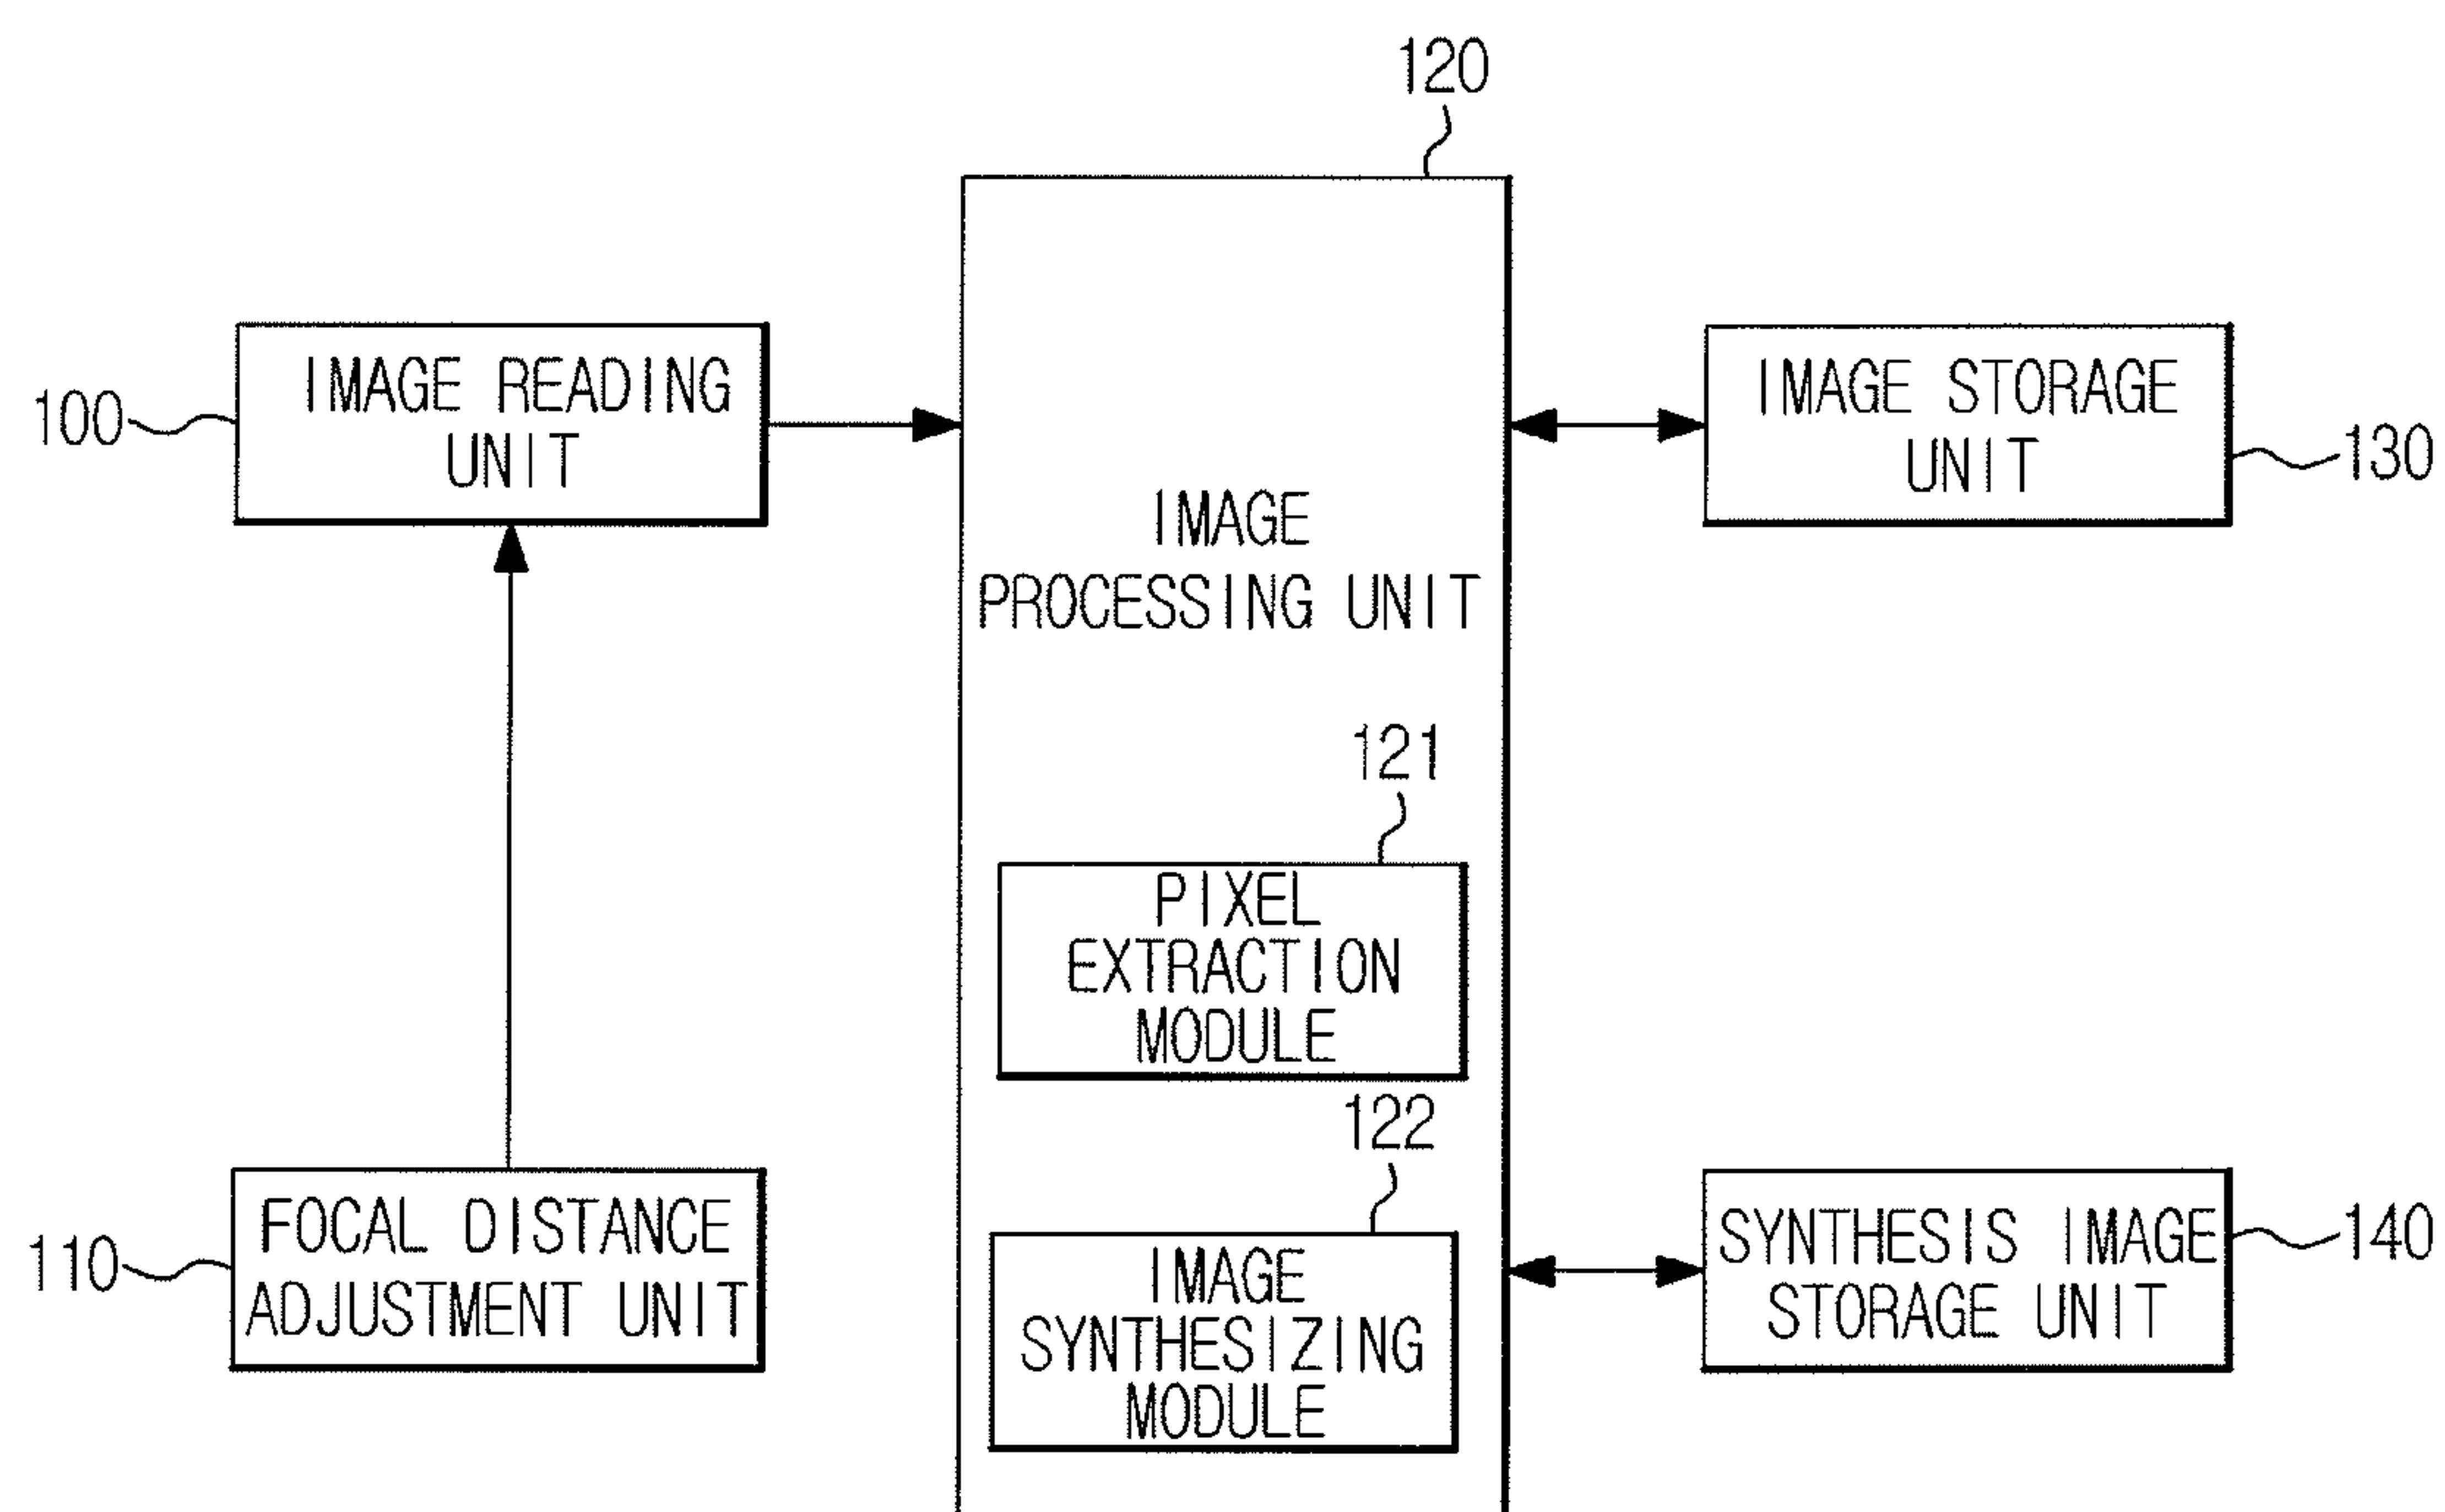 120
100
IMAGE READING
UNIT
IMAGE STORAGE
UNIT
130
IMAGE
PROCESSING UNIT
121
PIXEL
EXTRACTION
MODULE
122
110
FOCAL DISTANCE
ADJUSTMENT UNIT
IMAGE
SYNTHESIZING
MODULE
SYNTHESIS IMAGE
STORAGE UNIT
140